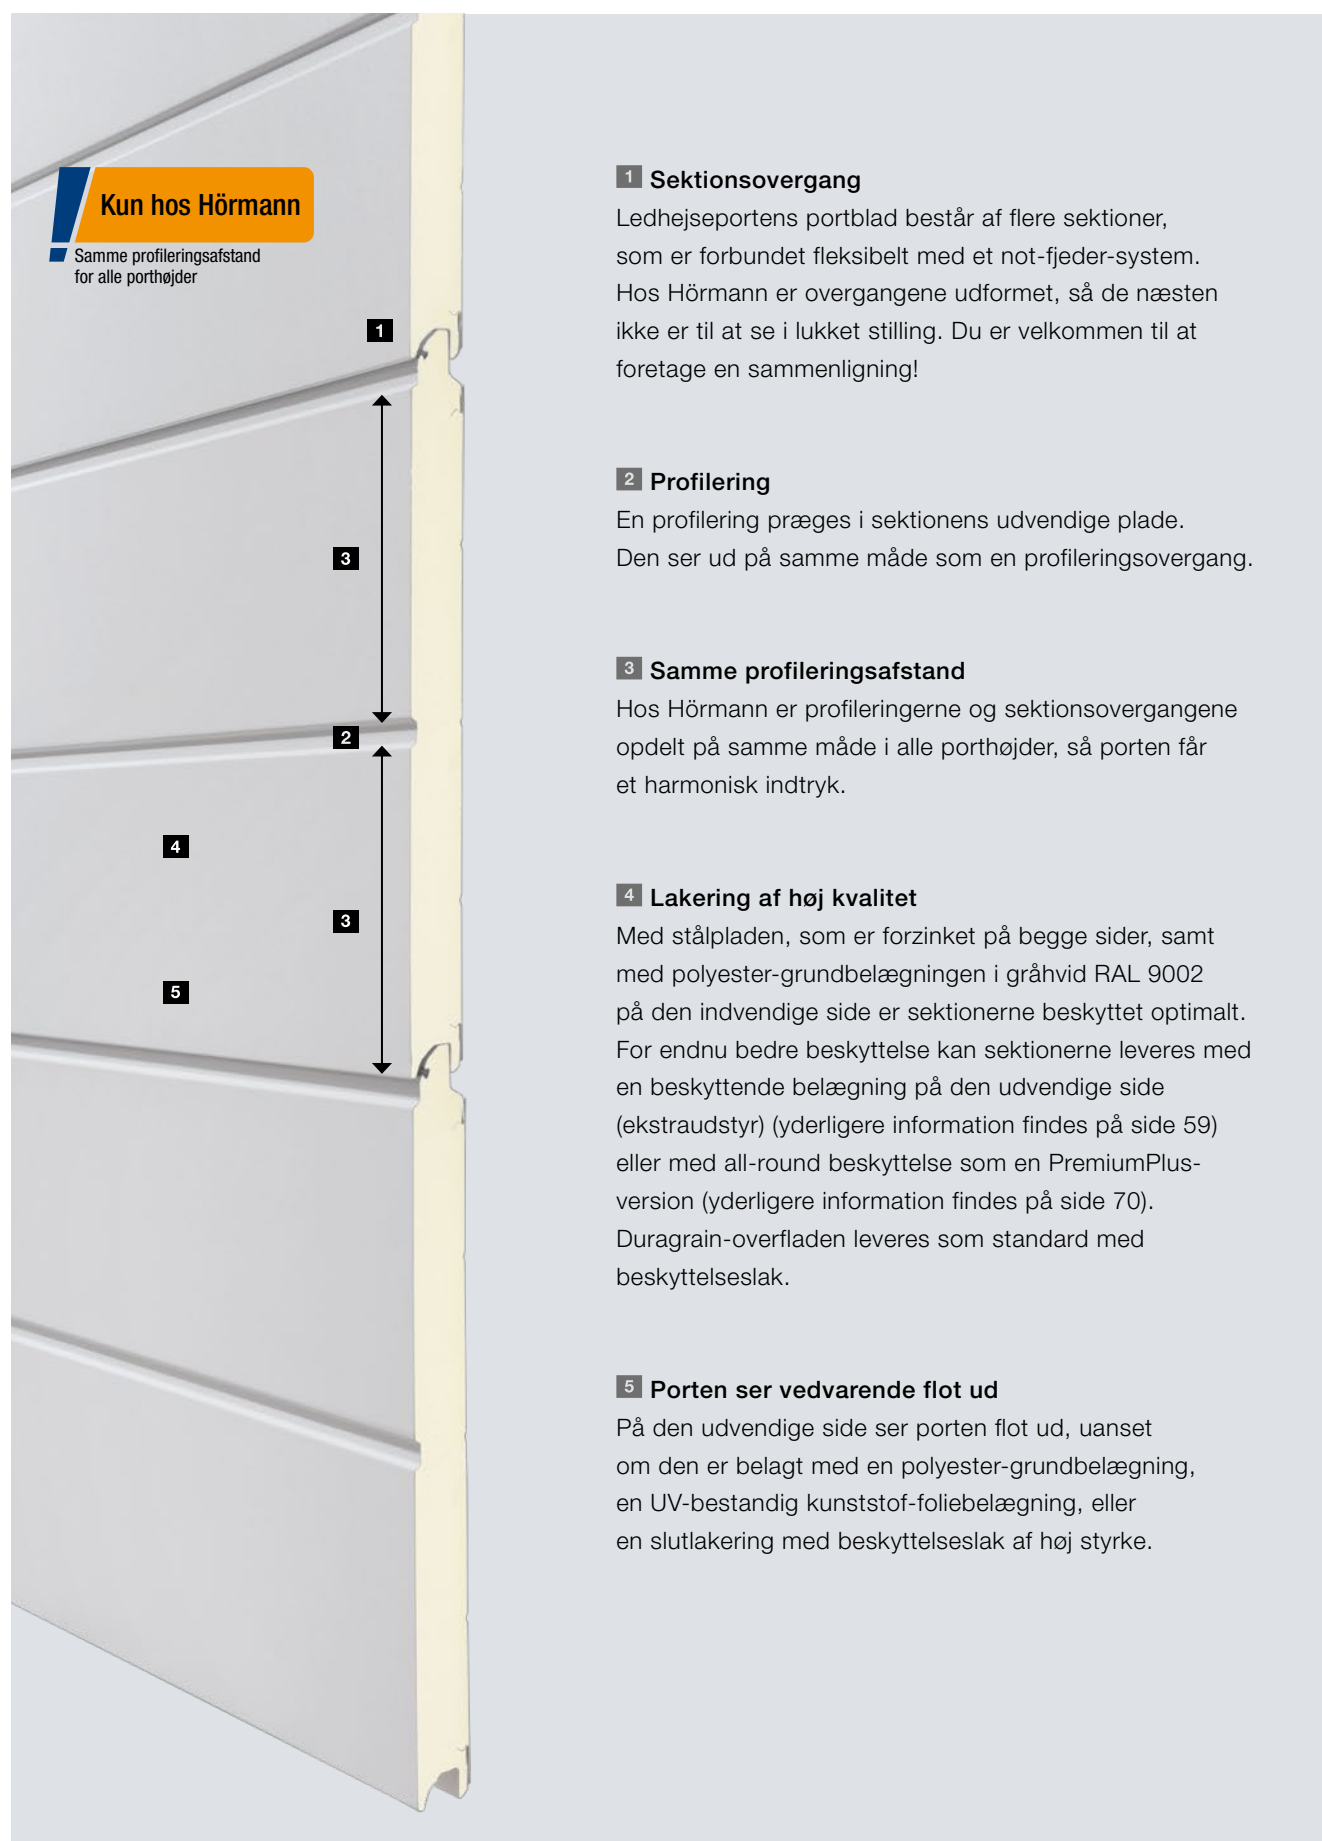 Kun hos Hörmann
Samme profileringsafstand
for alle porthøjder
1
3
2
4
3
5
1 Sektionsovergang
Ledhejseportens portblad består af flere sektioner,
som er forbundet fleksibelt med et not-fjeder-system.
Hos Hörmann er overgangene udformet, så de næsten
ikke er til at se i lukket stilling. Du er velkommen til at
foretage en sammenligning!
2 Profilering
En profilering præges i sektionens udvendige plade.
Den ser ud på samme måde som en profileringsovergang.
3 Samme profileringsafstand
Hos Hörmann er profileringerne og sektionsovergangene
opdelt på samme måde i alle porthøjder, så porten får
et harmonisk indtryk.
4 Lakering af høj kvalitet
Med stålpladen, som er forzinket på begge sider, samt
med polyester-grundbelægningen i gråhvid RAL 9002
på den indvendige side er sektionerne beskyttet optimalt.
For endnu bedre beskyttelse kan sektionerne leveres med
en beskyttende belægning på den udvendige side
(ekstraudstyr) (yderligere information findes på side 59)
eller med all-round beskyttelse som en PremiumPlus-
version (yderligere information findes på side 70).
Duragrain-overfladen leveres som standard med
beskyttelseslak.
5 Porten ser vedvarende flot ud
På den udvendige side ser porten flot ud, uanset
om den er belagt med en polyester-grundbelægning,
en UV-bestandig kunststof-foliebelægning, eller
en slutlakering med beskyttelseslak af høj styrke.